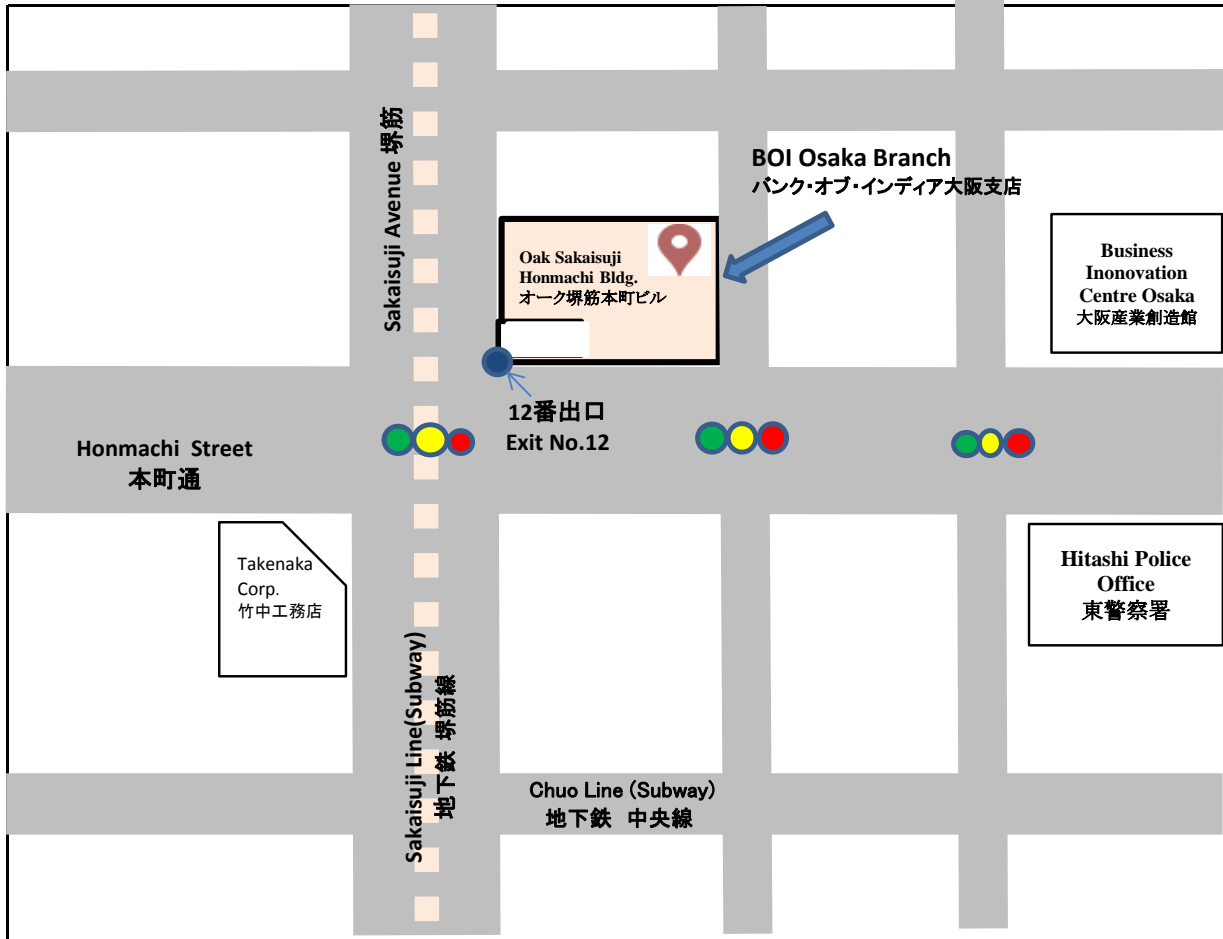 Sakaisuji Avenue 堺筋
BOI Osaka Branch
バンク・オブ・インディア大阪支店
Oak Sakaisuji
Honmachi Bldg.
オーク堺筋本町ビル
Business
Inonovation
Centre Osaka
大阪産業創造館
12番出口
Exit No.12
Honmachi Street
本町通
Takenaka
Corp.
竹中工務店
Hitashi Police
Office
東警察署
Sakaisuji Line(Subway)
地下鉄 堺筋線
Chuo Line (Subway)
地下鉄 中央線